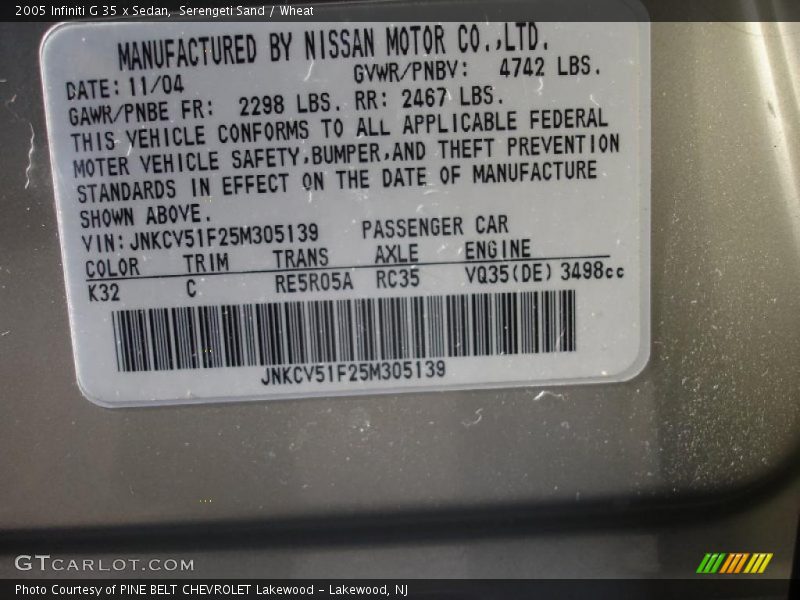 2005 Infiniti G 35 x Sedan, Serengeti Sand / Wheat
MANUFACTURED BY NISSAN MOTOR CO.,LTD.
DATE: 11/04 GVWR/PNBV: 4742 LBS.
GAWR/PNBE FR: 2298 LBS. RR: 2467 LBS.
THIS VEHICLE CONFORMS TO ALL APPLICABLE FEDERAL
MOTER VEHICLE SAFETY,BUMPER,AND THEFT PREVENTION
STANDARDS IN EFFECT ON THE DATE OF MANUFACTURE
SHOWN ABOVE.
VIN: JNKCV51F25M305139 PASSENGER CAR
COLOR TRIM TRANS AXLE ENGINE
K32 C RE5R05A RC35 VQ35(DE) 3498cc
JNKCV51F25M305139
GTCARLOT.COM
Photo Courtesy of PINE BELT CHEVROLET Lakewood - Lakewood, NJ